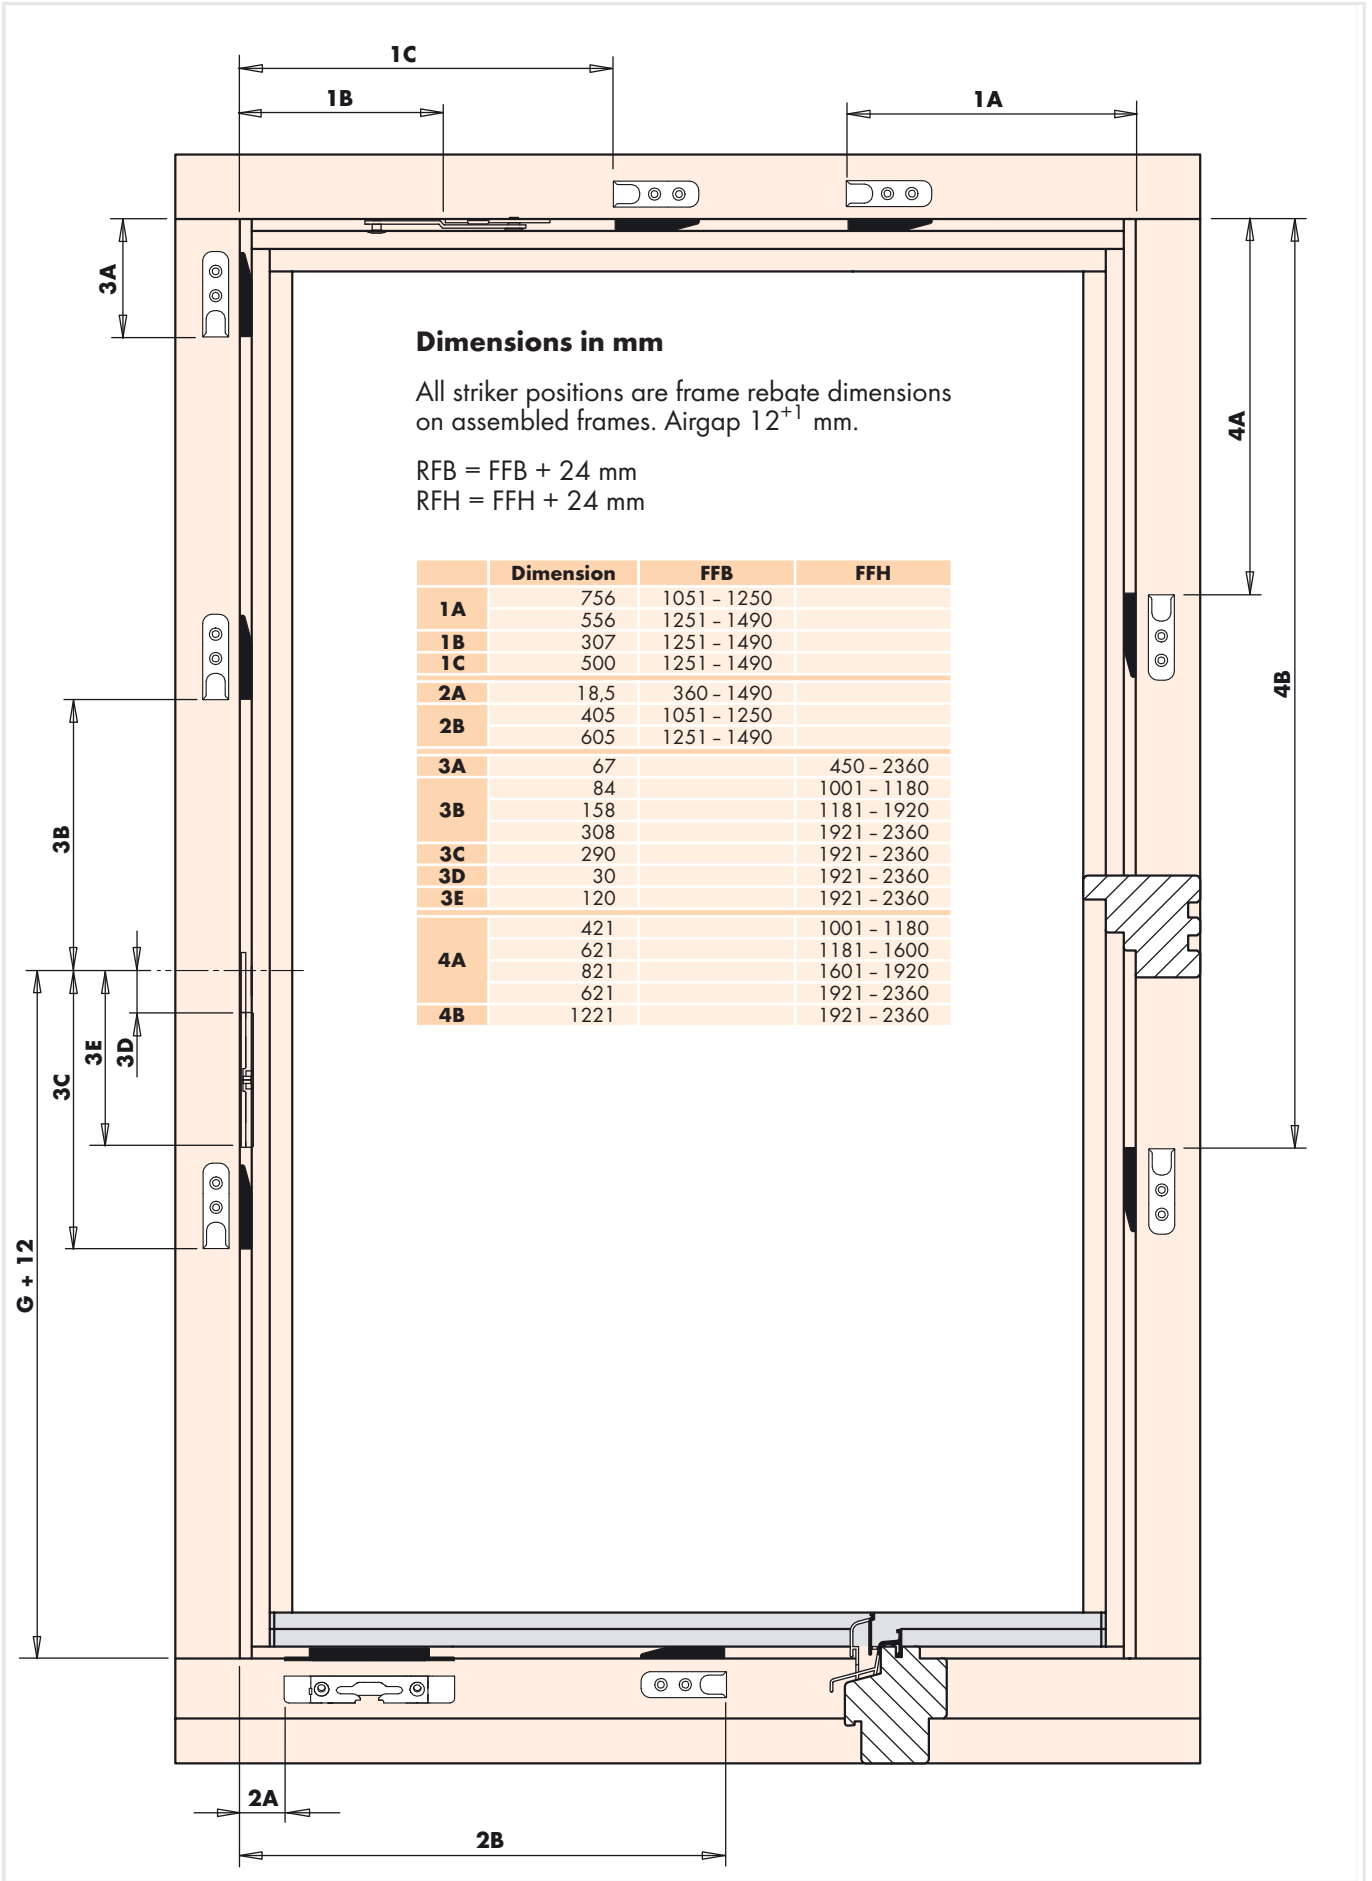 1C
1B
1A
3A
4A
4B
3B
3E
3D
3C
G + 12
2A
2B
Dimensions in mm
All striker positions are frame rebate dimensions
on assembled frames. Airgap 12+1 mm.
RFB = FFB + 24 mm
RFH = FFH + 24 mm
Dimension FFB FFH
1A 756 1051 – 1250
556 1251 – 1490
1B 307 1251 – 1490
1C 500 1251 – 1490
2A 18,5 360 – 1490
2B 405 1051 – 1250
605 1251 – 1490
3A 67 450 – 2360
3B 84 1001 – 1180
158 1181 – 1920
308 1921 – 2360
3C 290 1921 – 2360
3D 30 1921 – 2360
3E 120 1921 – 2360
4A 421 1001 – 1180
621 1181 – 1600
821 1601 – 1920
621 1921 – 2360
4B 1221 1921 – 2360